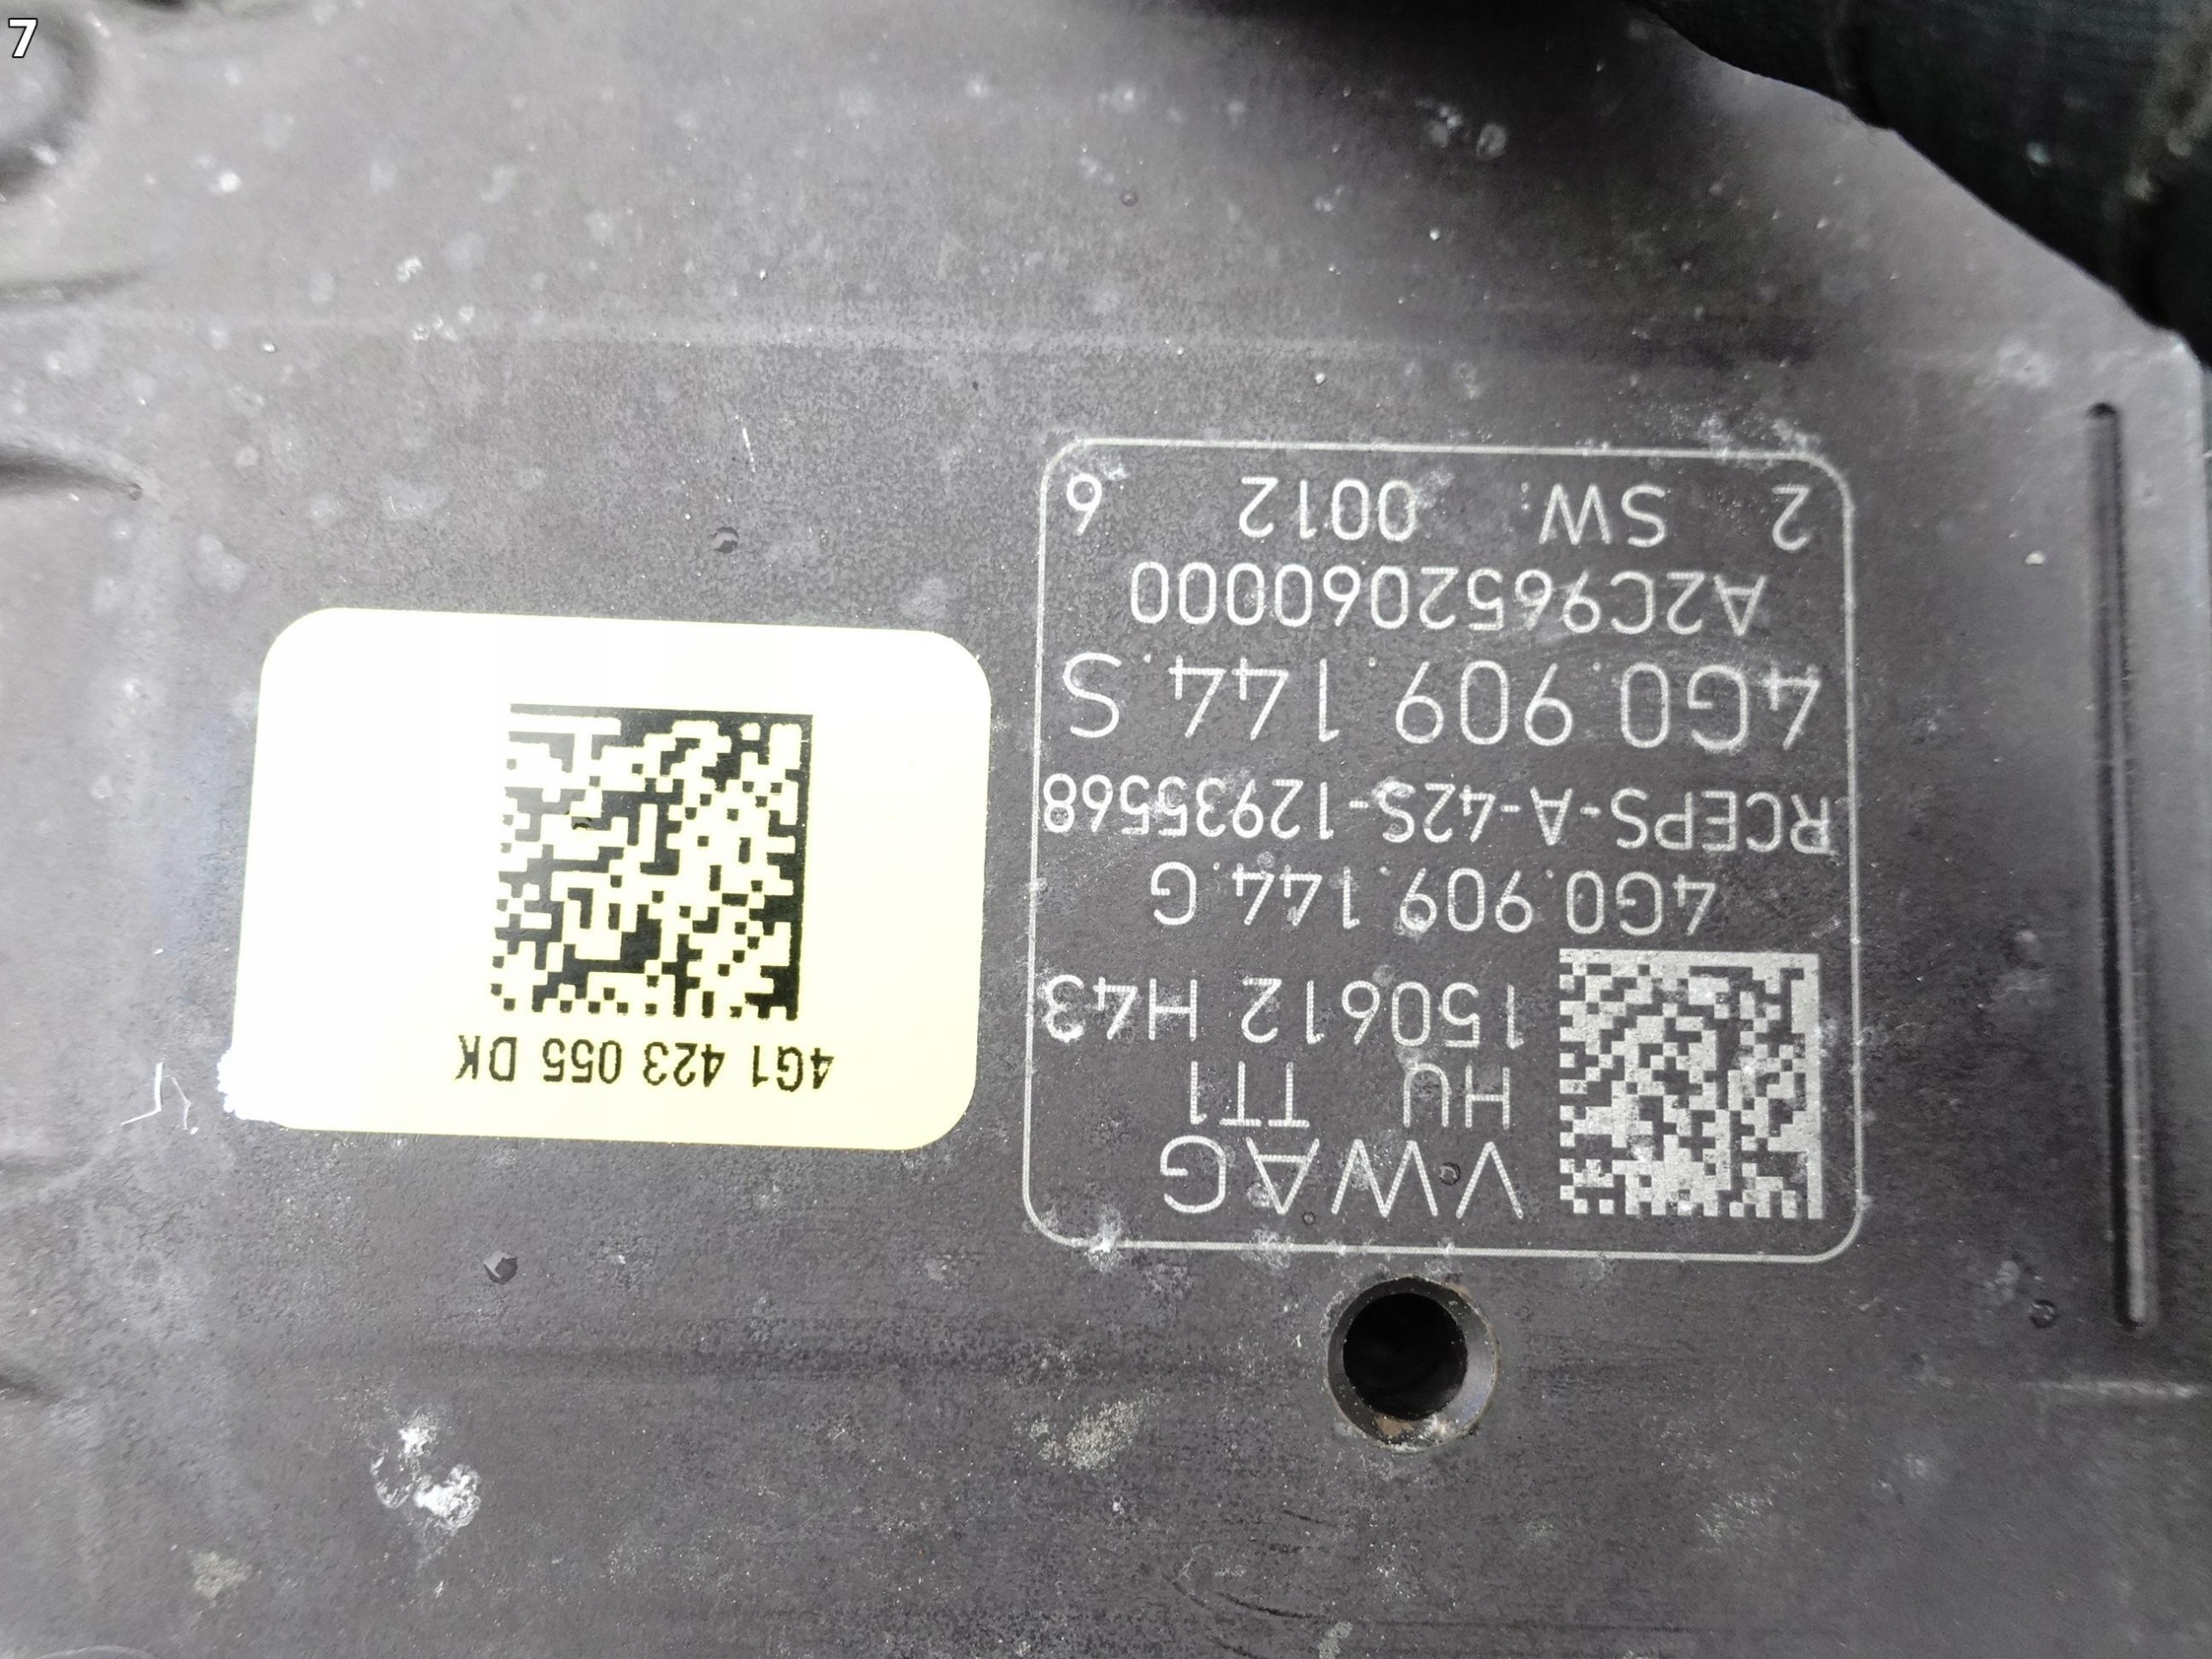 7
VWAG
HU TT1
150612 H43
4G0.909.144.G
RCEPS-A-42S-12935568
4G0.909.144.S
A2C9652060000
2 SW: 0012 6
4G1 423 055 DK